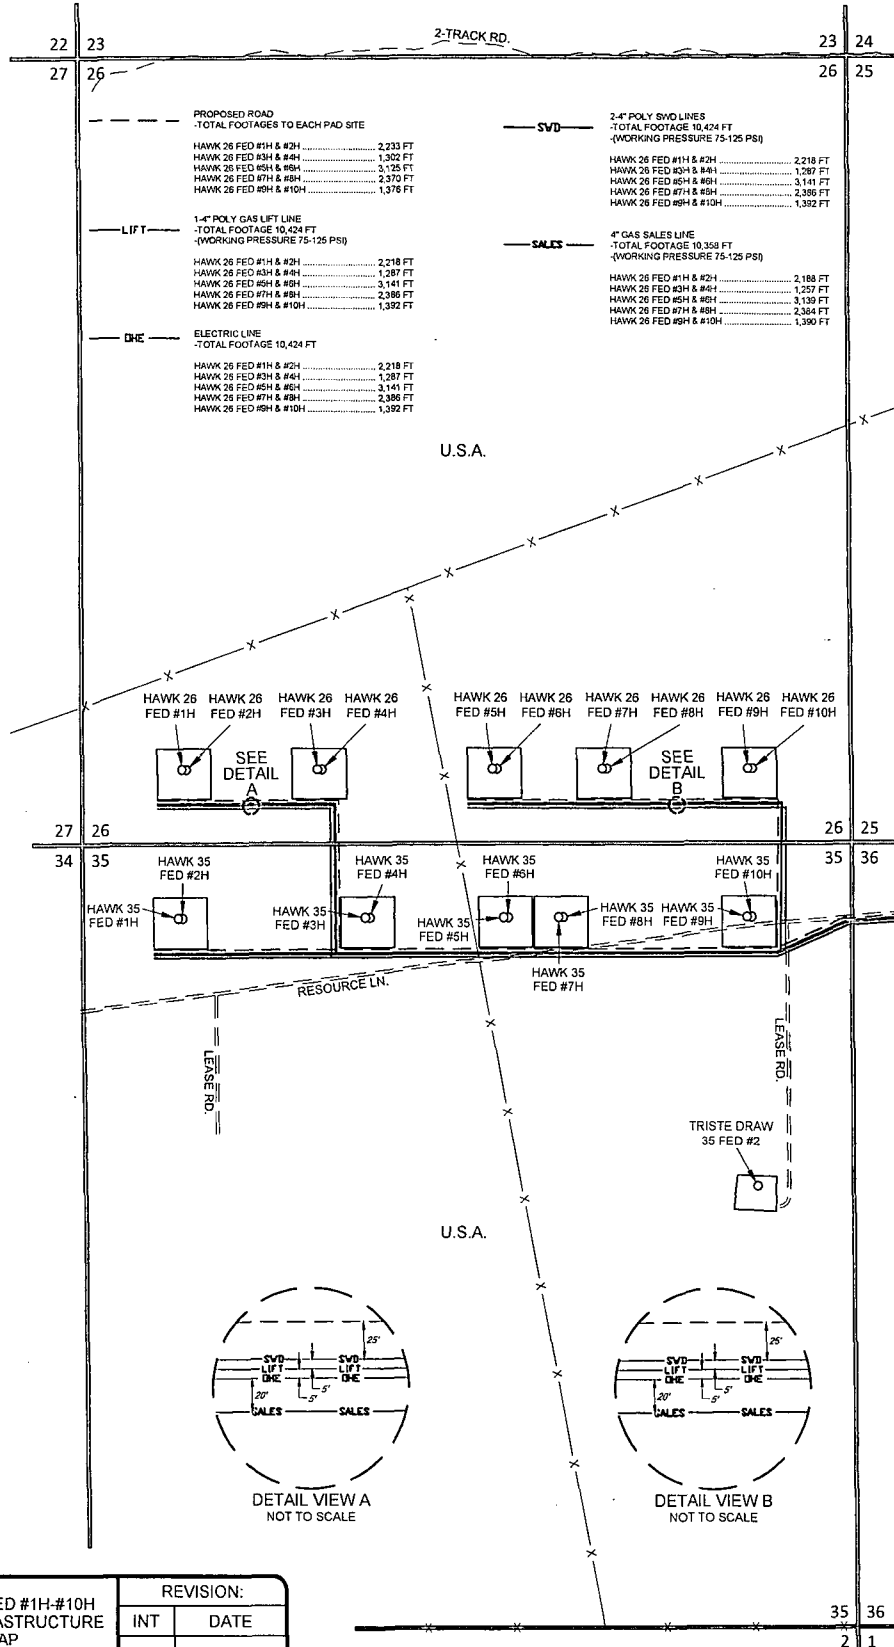 2-TRACK RD.
22 23
27 26
23 24
26 25
PROPOSED ROAD
-TOTAL FOOTAGES TO EACH PAD SITE
HAWK 26 FED #1H & #2H 2,233 FT
HAWK 26 FED #3H & #4H 1,302 FT
HAWK 26 FED #5H & #6H 3,125 FT
HAWK 26 FED #7H & #8H 2,370 FT
HAWK 26 FED #9H & #10H 1,376 FT
LIFT
1-4" POLY GAS LIFT LINE
-TOTAL FOOTAGE 10,424 FT
-(WORKING PRESSURE 75-125 PSI)
HAWK 26 FED #1H & #2H 2,218 FT
HAWK 26 FED #3H & #4H 1,287 FT
HAWK 26 FED #5H & #6H 3,141 FT
HAWK 26 FED #7H & #8H 2,386 FT
HAWK 26 FED #9H & #10H 1,392 FT
OHE
ELECTRIC LINE
-TOTAL FOOTAGE 10,424 FT
HAWK 26 FED #1H & #2H 2,218 FT
HAWK 26 FED #3H & #4H 1,287 FT
HAWK 26 FED #5H & #6H 3,141 FT
HAWK 26 FED #7H & #8H 2,386 FT
HAWK 26 FED #9H & #10H 1,392 FT
SWD
2-4" POLY SWD LINES
-TOTAL FOOTAGE 10,424 FT
-(WORKING PRESSURE 75-125 PSI)
HAWK 26 FED #1H & #2H 2,218 FT
HAWK 26 FED #3H & #4H 1,287 FT
HAWK 26 FED #5H & #6H 3,141 FT
HAWK 26 FED #7H & #8H 2,386 FT
HAWK 26 FED #9H & #10H 1,392 FT
SALES
4" GAS SALES LINE
-TOTAL FOOTAGE 10,358 FT
-(WORKING PRESSURE 75-125 PSI)
HAWK 26 FED #1H & #2H 2,188 FT
HAWK 26 FED #3H & #4H 1,257 FT
HAWK 26 FED #5H & #6H 3,139 FT
HAWK 26 FED #7H & #8H 2,384 FT
HAWK 26 FED #9H & #10H 1,390 FT
U.S.A.
HAWK 26
FED #1H
HAWK 26
FED #2H
HAWK 26
FED #3H
HAWK 26
FED #4H
HAWK 26
FED #5H
HAWK 26
FED #6H
HAWK 26
FED #7H
HAWK 26
FED #8H
HAWK 26
FED #9H
HAWK 26
FED #10H
SEE
DETAIL
A
SEE
DETAIL
B
27 26
34 35
26 25
35 36
HAWK 35
FED #1H
HAWK 35
FED #2H
HAWK 35
FED #3H
HAWK 35
FED #4H
HAWK 35
FED #5H
HAWK 35
FED #6H
HAWK 35
FED #7H
HAWK 35
FED #8H
HAWK 35
FED #9H
HAWK 35
FED #10H
RESOURCE LN.
LEASE RD.
LEASE RD.
TRISTE DRAW
35 FED #2
U.S.A.
25'
SWD SWD
LIFT LIFT
OHE OHE
5'
5'
20'
SALES SALES
DETAIL VIEW A
NOT TO SCALE
25'
SWD SWD
LIFT LIFT
OHE OHE
5'
5'
20'
SALES SALES
DETAIL VIEW B
NOT TO SCALE
ED #1H-#10H
ASTRUCTURE
AP
REVISION:
INT DATE
35 36
2 1